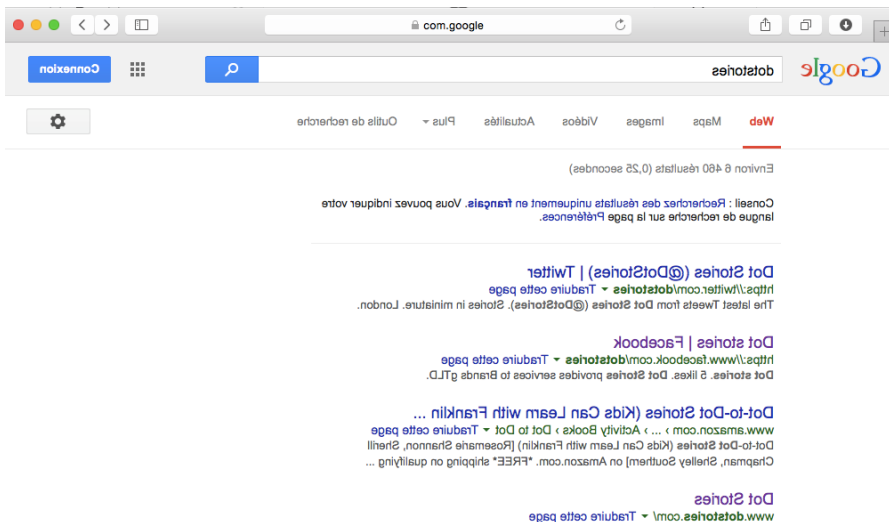 com.google
Google
dotstories
Connexion
Web Maps Images Vidéos Actualités Plus ▾ Outils de recherche
Environ 6 460 résultats (0,25 secondes)
Conseil : Recherchez des résultats uniquement en français. Vous pouvez indiquer votre
langue de recherche sur la page Préférences.
Dot Stories (@DotStories) | Twitter
https://twitter.com/dotstories ▾ Traduire cette page
The latest Tweets from Dot Stories (@DotStories). Stories in miniature. London.
Dot stories | Facebook
https://www.facebook.com/dotstories ▾ Traduire cette page
Dot stories. 5 likes. Dot Stories provides services to Brands gTLD.
Dot-to-Dot Stories (Kids Can Learn with Franklin ...
www.amazon.com › ... › Activity Books › Dot to Dot ▾ Traduire cette page
Dot-to-Dot Stories (Kids Can Learn with Franklin) [Rosemarie Shannon, Sherill
Chapman, Shelley Southern] on Amazon.com. *FREE* shipping on qualifying ...
Dot Stories
www.dotstories.com/ ▾ Traduire cette page